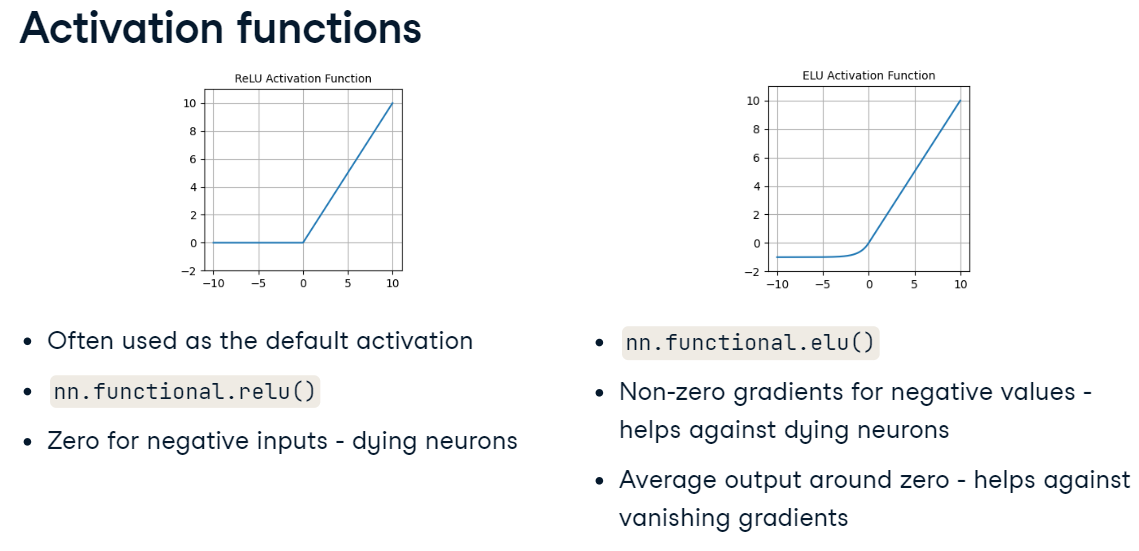 Activation functions
ReLU Activation Function
10
8
6
4
2
0
−2
−10 −5 0 5 10
• Often used as the default activation
• nn.functional.relu()
• Zero for negative inputs - dying neurons
ELU Activation Function
10
8
6
4
2
0
−2
−10 −5 0 5 10
• nn.functional.elu()
• Non-zero gradients for negative values -
helps against dying neurons
• Average output around zero - helps against
vanishing gradients